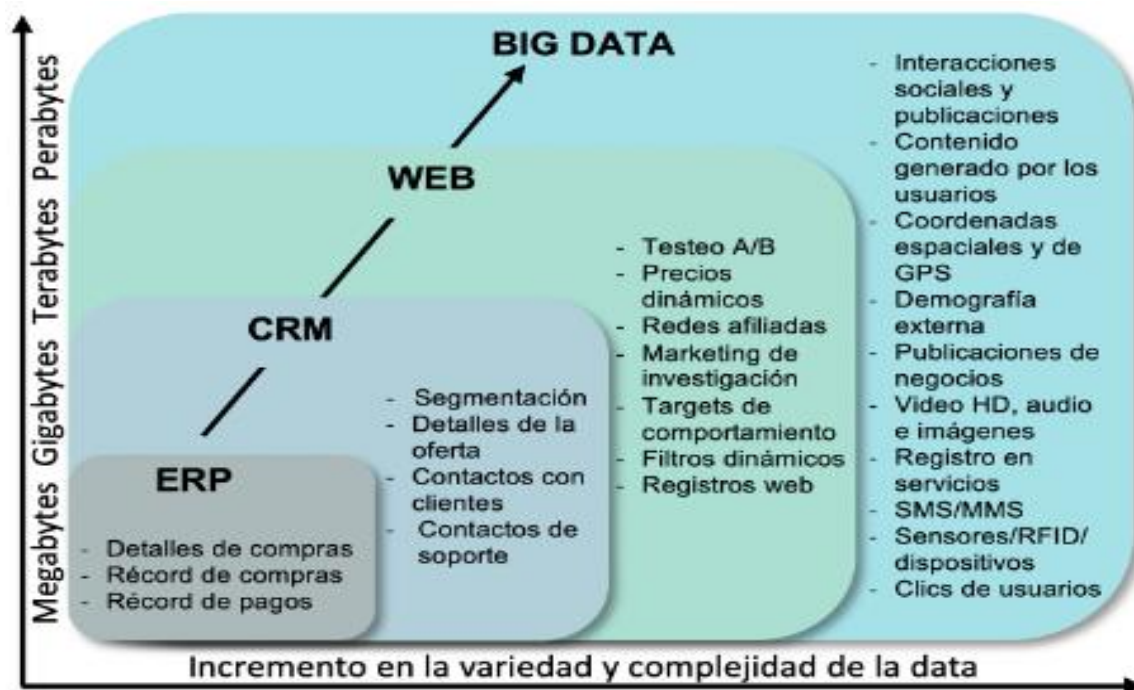 BIG DATA
- Interacciones
sociales y
publicaciones
- Contenido
generado por los
usuarios
- Coordenadas
espaciales y de
GPS
- Demografía
externa
- Publicaciones de
negocios
- Video HD, audio
e imágenes
- Registro en
servicios
- SMS/MMS
- Sensores/RFID/
dispositivos
- Clics de usuarios
WEB
- Testeo A/B
- Precios
dinámicos
- Redes afiliadas
- Marketing de
investigación
- Targets de
comportamiento
- Filtros dinámicos
- Registros web
CRM
- Segmentación
- Detalles de la
oferta
- Contactos con
clientes
- Contactos de
soporte
ERP
- Detalles de compras
- Récord de compras
- Récord de pagos
Megabytes Gigabytes Terabytes Perabytes
Incremento en la variedad y complejidad de la data